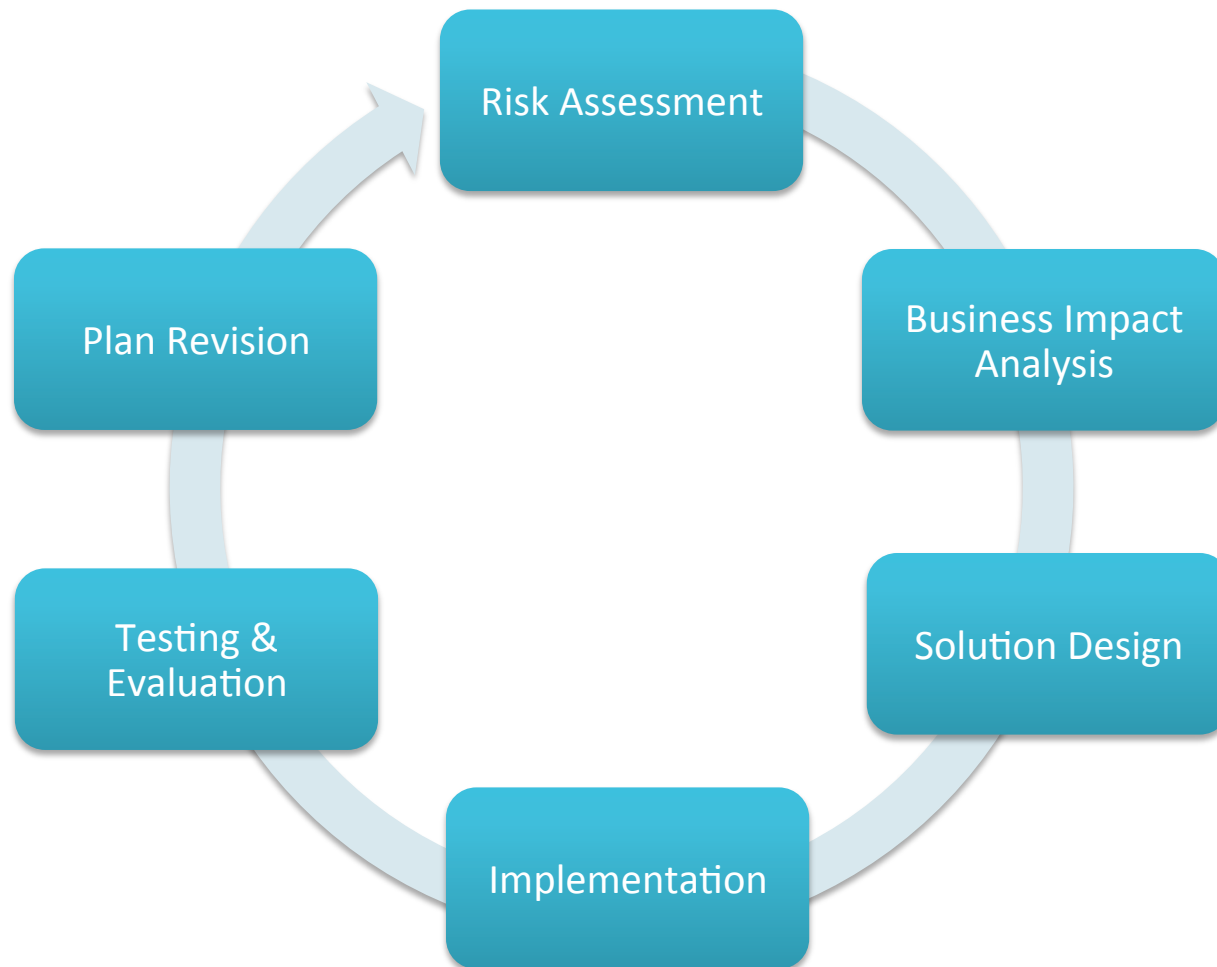 Risk Assessment
Business Impact
Analysis
Solution Design
Implementation
Testing &
Evaluation
Plan Revision